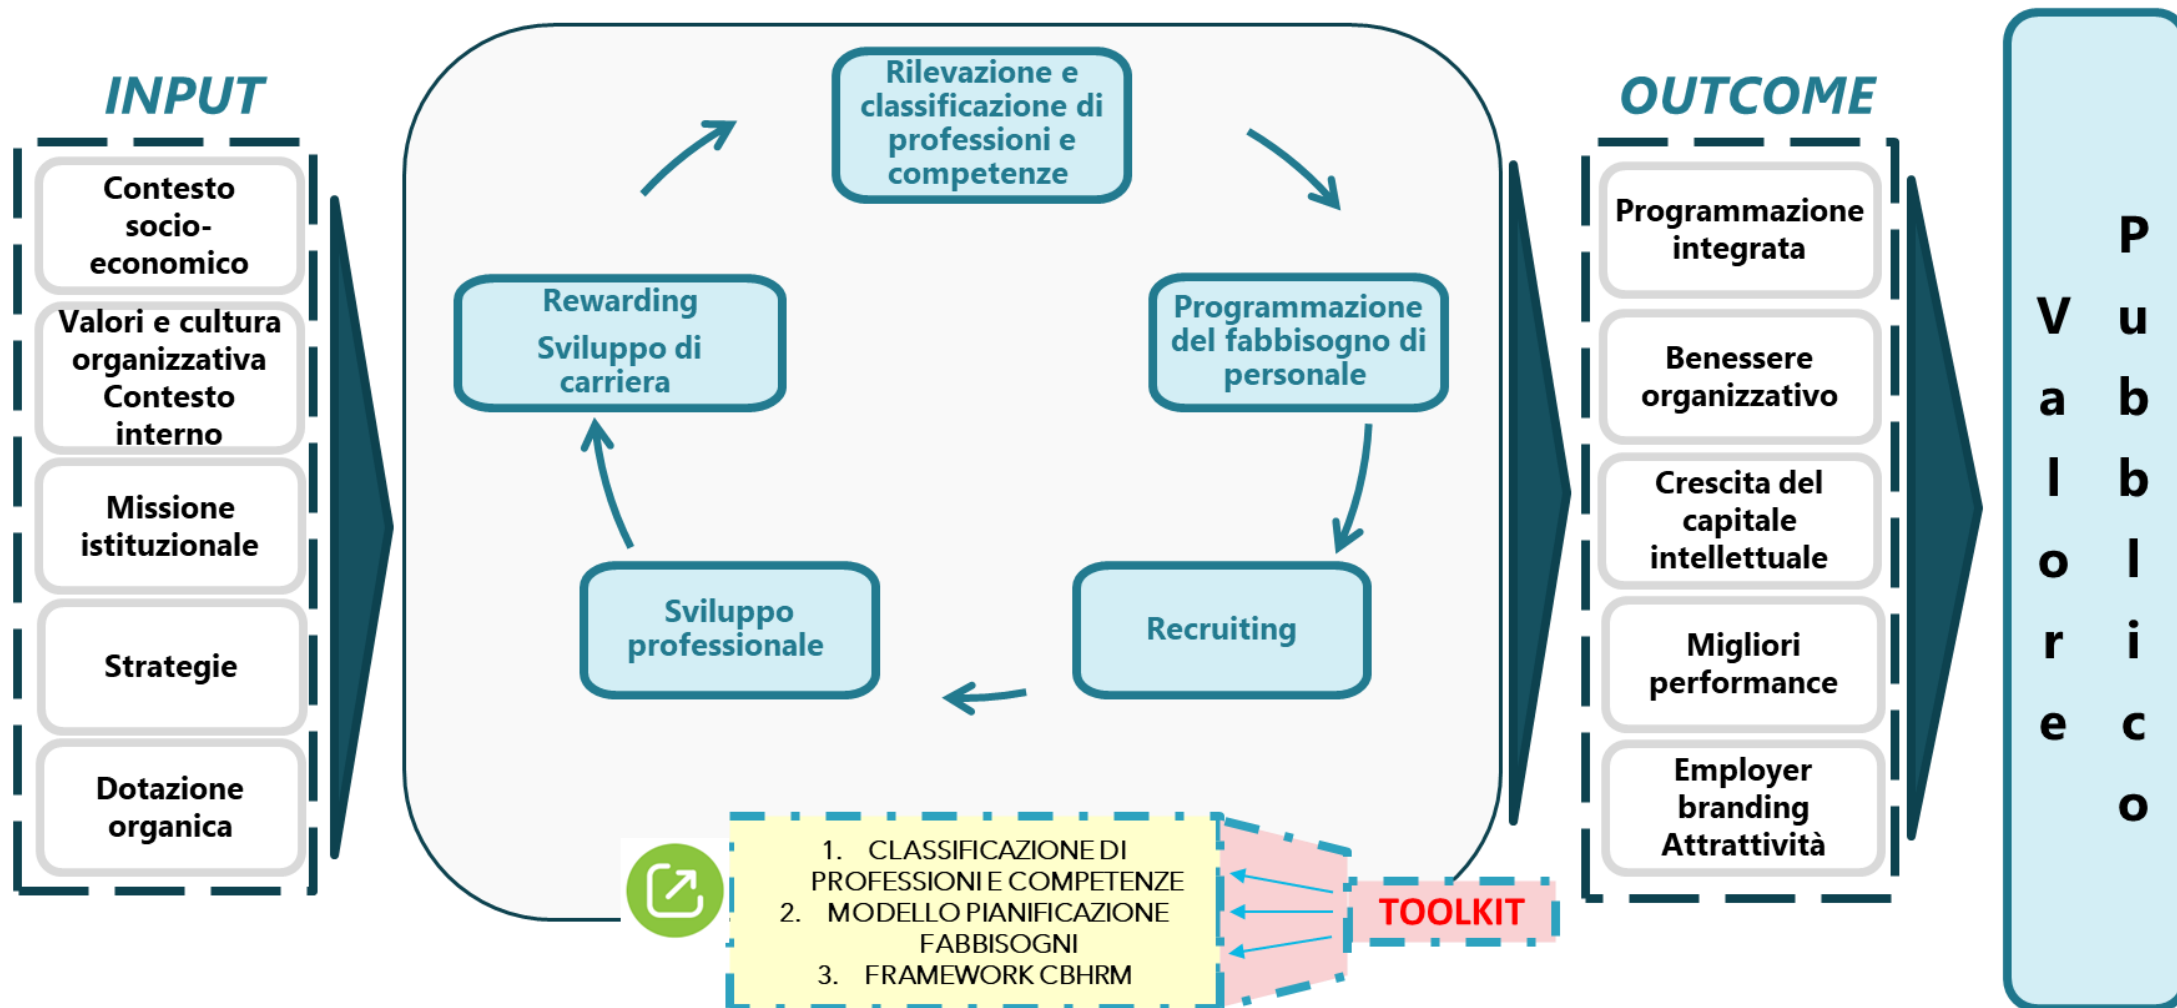 INPUT
Contesto
socio-
economico
Valori e cultura
organizzativa
Contesto
interno
Missione
istituzionale
Strategie
Dotazione
organica
Rilevazione e
classificazione di
professioni e
competenze
Programmazione
del fabbisogno di
personale
Recruiting
Sviluppo
professionale
Rewarding
Sviluppo di
carriera
1. CLASSIFICAZIONE DI
PROFESSIONI E COMPETENZE
2. MODELLO PIANIFICAZIONE
FABBISOGNI
3. FRAMEWORK CBHRM
TOOLKIT
OUTCOME
Programmazione
integrata
Benessere
organizzativo
Crescita del
capitale
intellettuale
Migliori
performance
Employer
branding
Attrattività
Valore
Pubblico